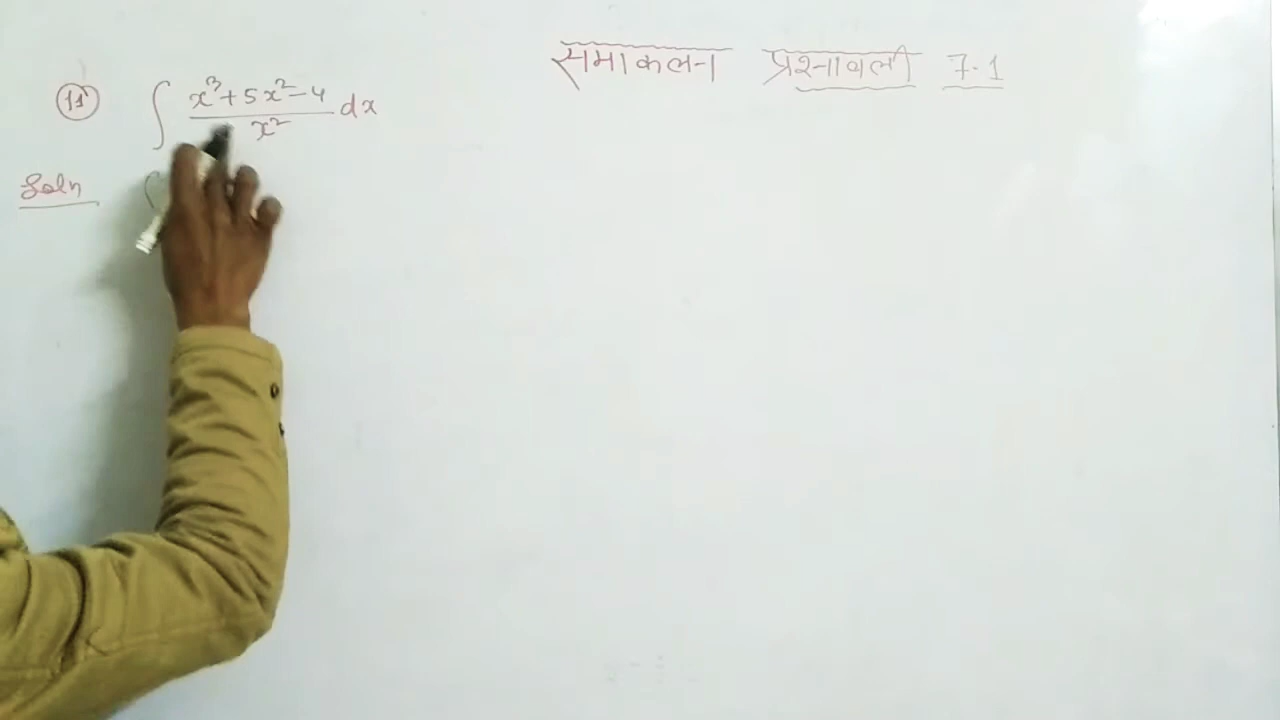 समाकलन प्रश्नावली 7.1
11 ∫ x³+5x²-4 / x² dx
Soln